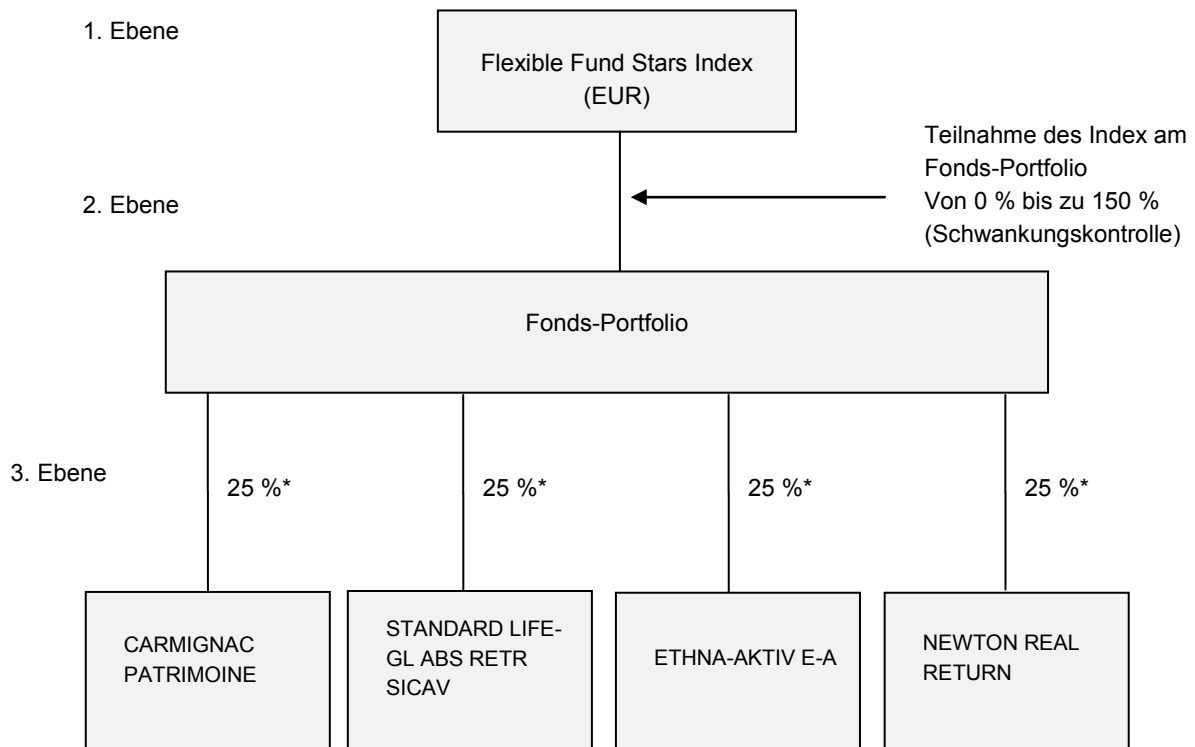 1. Ebene
Flexible Fund Stars Index
(EUR)
Teilnahme des Index am
Fonds-Portfolio
Von 0 % bis zu 150 %
(Schwankungskontrolle)
2. Ebene
Fonds-Portfolio
3. Ebene
25 %*
25 %*
25 %*
25 %*
CARMIGNAC
PATRIMOINE
STANDARD LIFE-
GL ABS RETR
SICAV
ETHNA-AKTIV E-A
NEWTON REAL
RETURN